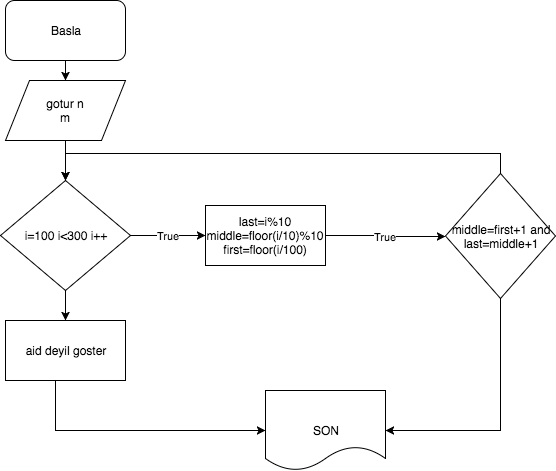 Basla
gotur n
m
i=100 i<300 i++
True
last=i%10
middle=floor(i/10)%10
first=floor(i/100)
True
middle=first+1 and
last=middle+1
aid deyil goster
SON